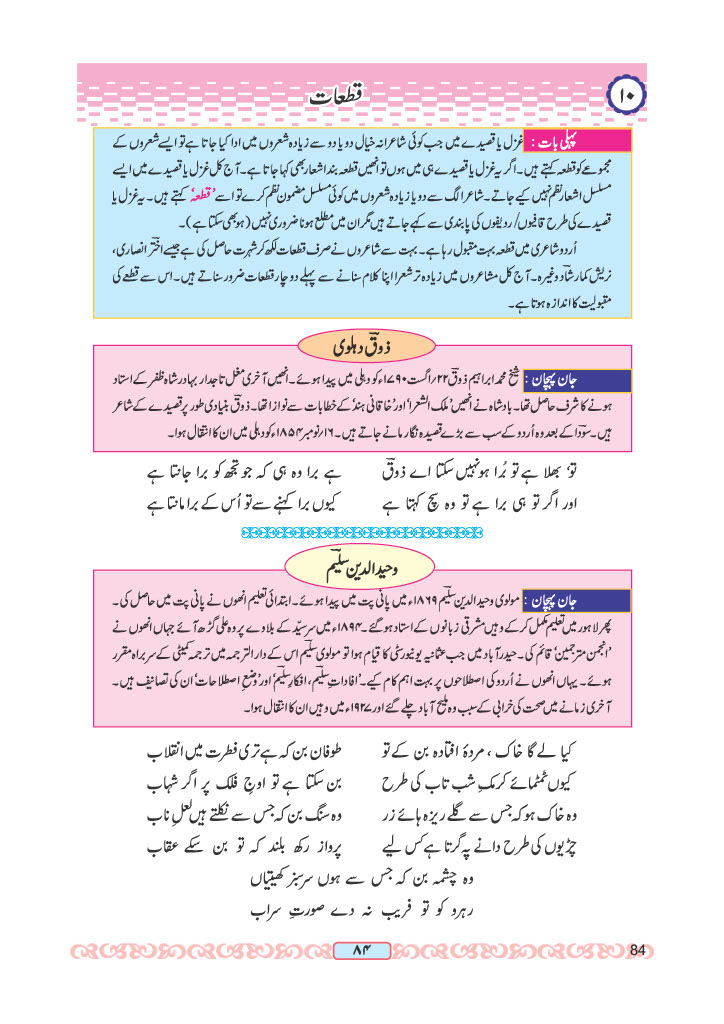 ۱۰
قطعات
پہلی بات : غزل یا قصیدے میں جب کوئی شاعرانہ خیال دو یا دو سے زیادہ شعروں میں ادا کیا جاتا ہے تو ایسے شعروں کے
مجموعے کو قطعہ کہتے ہیں۔ اگر یہ غزل یا قصیدے ہی میں ہوں تو انھیں قطعہ بند اشعار بھی کہا جاتا ہے۔ آج کل غزل یا قصیدے میں ایسے
مسلسل اشعار نظم نہیں کیے جاتے۔ شاعر الگ سے دو یا زیادہ شعروں میں کوئی مسلسل مضمون نظم کرے تو اسے ’قطعہ‘ کہتے ہیں۔ یہ غزل یا
قصیدے کی طرح قافیوں/ردیفوں کی پابندی سے کہے جاتے ہیں مگر ان میں مطلع ہونا ضروری نہیں (ہو بھی سکتا ہے)۔
اُردو شاعری میں قطعہ بہت مقبول رہا ہے۔ بہت سے شاعروں نے صرف قطعات لکھ کر شہرت حاصل کی ہے جیسے اخترؔ انصاری،
نریش کمار شادؔ وغیرہ۔ آج کل مشاعروں میں زیادہ تر شعرا اپنا کلام سنانے سے پہلے دو چار قطعات ضرور سناتے ہیں۔ اس سے قطعے کی
مقبولیت کا اندازہ ہوتا ہے۔
ذوقؔ دہلوی
جان پہچان : شیخ محمد ابراہیم ذوقؔ ۲۲/اگست ۱۷۹۰ء کو دہلی میں پیدا ہوئے۔ انھیں آخری مغل تاجدار بہادر شاہ ظفر کے استاد
ہونے کا شرف حاصل تھا۔ بادشاہ نے انھیں ’ملک الشعرا‘ اور ’خاقانیِ ہند‘ کے خطابات سے نوازا تھا۔ ذوقؔ بنیادی طور پر قصیدے کے شاعر
ہیں۔ سوداؔ کے بعد وہ اُردو کے سب سے بڑے قصیدہ نگار مانے جاتے ہیں۔ ۱۶/نومبر ۱۸۵۴ء کو دہلی میں ان کا انتقال ہوا۔
تُو بھلا ہے تو بُرا ہو نہیں سکتا اے ذوقؔ ہے برا وہ ہی کہ جو تجھ کو برا جانتا ہے
اور اگر تو ہی برا ہے تو وہ سچ کہتا ہے کیوں برا کہنے سے تو اُس کے برا مانتا ہے
وحید الدین سلیمؔ
جان پہچان : مولوی وحید الدین سلیمؔ ۱۸۶۹ء میں پانی پت میں پیدا ہوئے۔ ابتدائی تعلیم انھوں نے پانی پت میں حاصل کی۔
پھر لاہور میں تعلیم مکمل کر کے وہیں مشرقی زبانوں کے استاد ہو گئے۔ ۱۸۹۴ء میں سرسیّد کے بلاوے پر وہ علی گڑھ آئے جہاں انھوں نے
’انجمن مترجمین‘ قائم کی۔ حیدرآباد میں جب عثمانیہ یونیورسٹی کا قیام ہوا تو مولوی سلیمؔ اس کے دارالترجمہ میں ترجمہ کمیٹی کے سربراہ مقرر
ہوئے۔ یہاں انھوں نے اُردو کی اصطلاحوں پر بہت اہم کام کیے۔ ’افاداتِ سلیم‘، ’افکارِ سلیم‘ اور ’وضعِ اصطلاحات‘ ان کی تصانیف ہیں۔
آخری زمانے میں صحت کی خرابی کے سبب وہ ملیح آباد چلے گئے اور ۱۹۲۷ء میں وہیں ان کا انتقال ہوا۔
کیا لے گا خاک ، مردۂ افتادہ بن کے تو طوفان بن کہ ہے تری فطرت میں انقلاب
کیوں ٹمٹمائے کرمکِ شب تاب کی طرح بن سکتا ہے تو اوجِ فلک پر اگر شہاب
وہ خاک ہو کہ جس سے گلے ریزہ ہائے زر وہ سنگ بن کہ جس سے نکلتے ہیں لعلِ ناب
چڑیوں کی طرح دانے پہ گرتا ہے کس لیے پرواز رکھ بلند کہ تو بن سکے عقاب
وہ چشمہ بن کہ جس سے ہوں سرسبز کھیتیاں
رہرو کو تو فریب نہ دے صورتِ سراب
۸۴
84